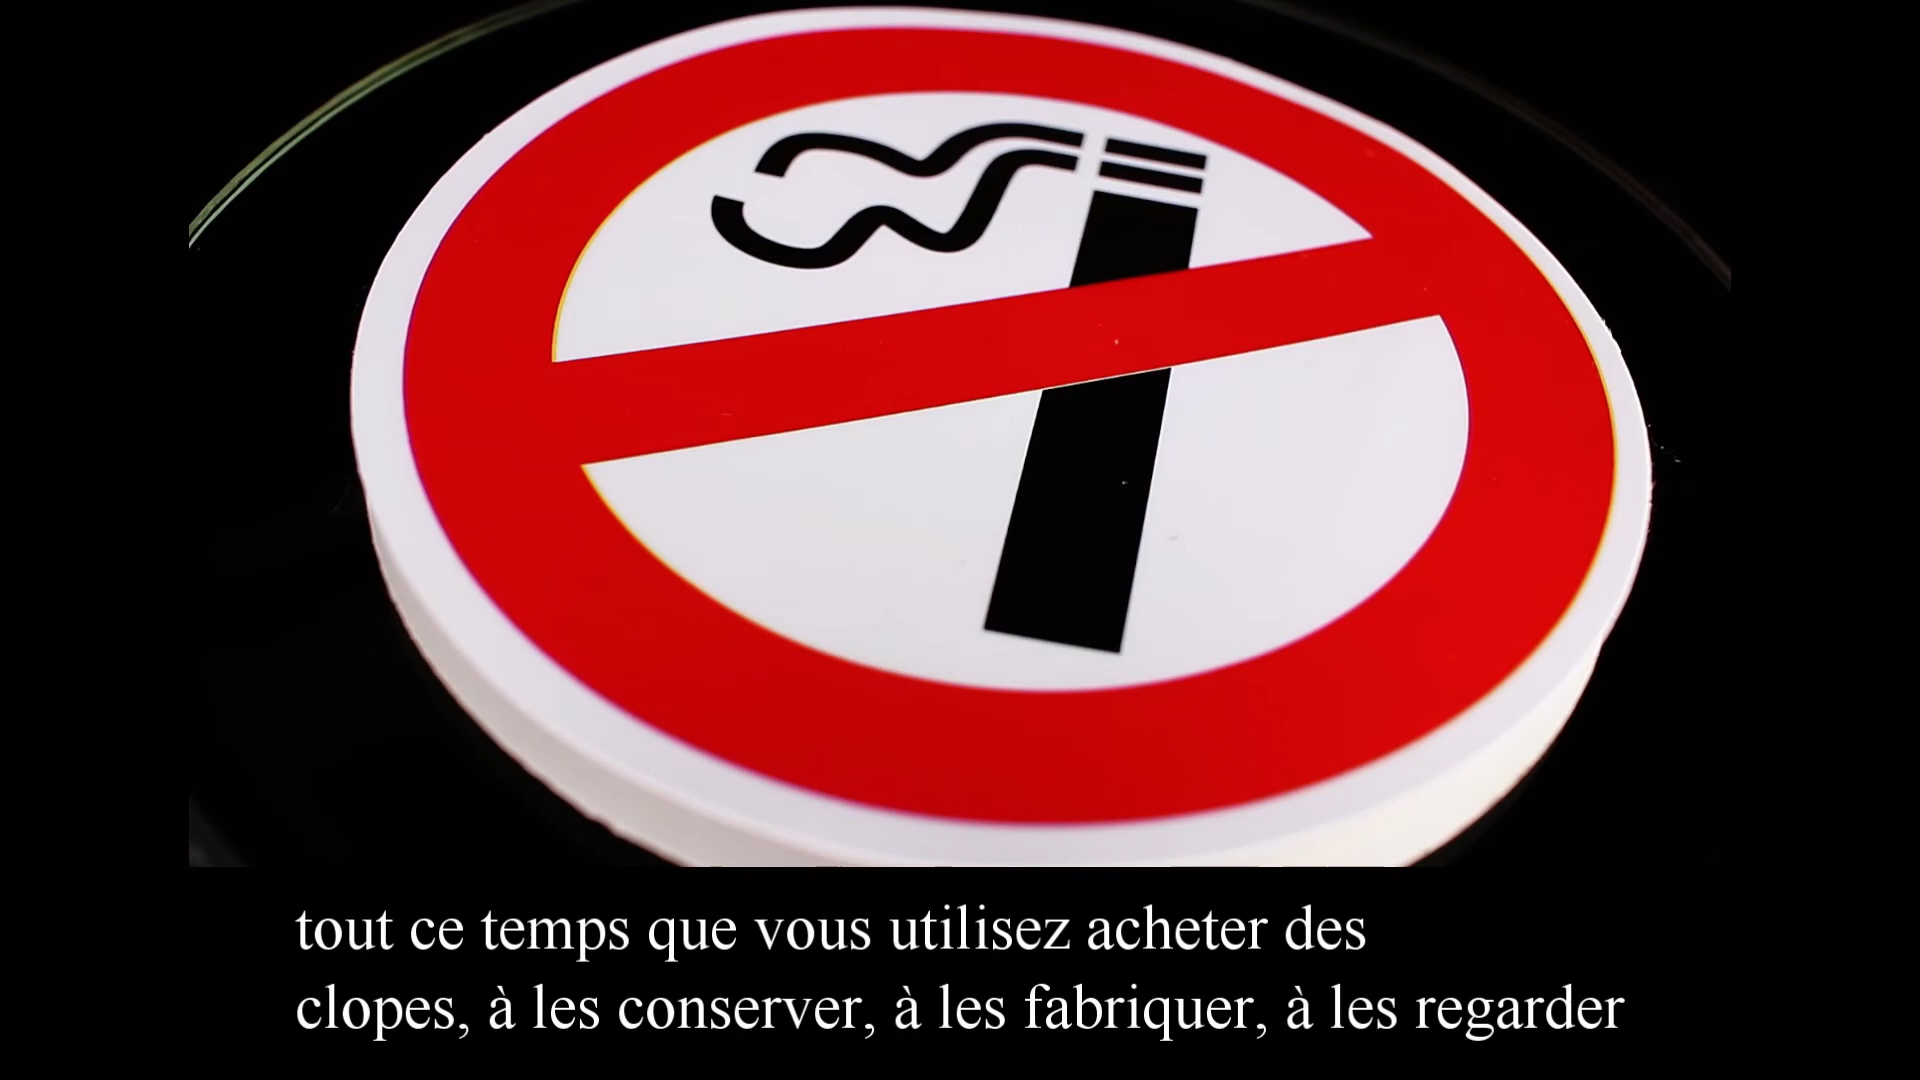 tout ce temps que vous utilisez acheter des
clopes, à les conserver, à les fabriquer, à les regarder